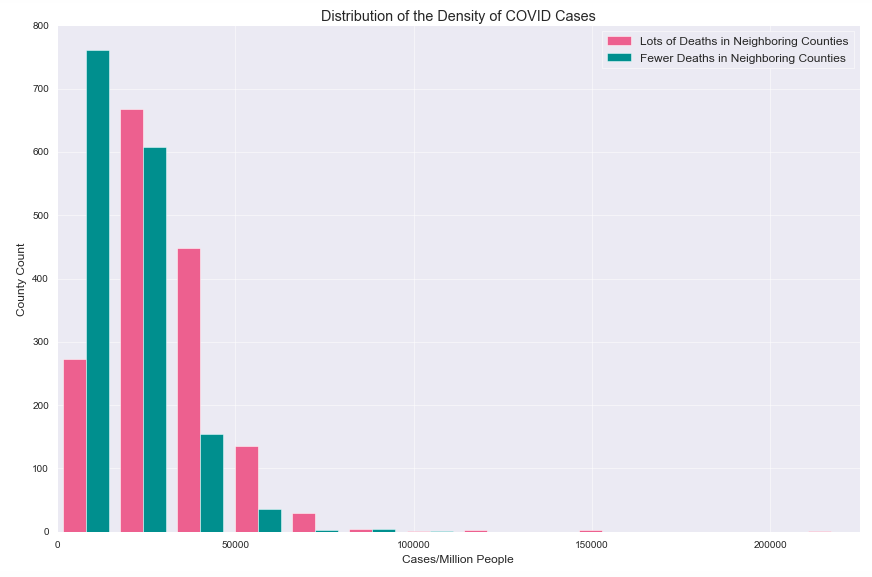 Distribution of the Density of COVID Cases
Lots of Deaths in Neighboring Counties
Fewer Deaths in Neighboring Counties
800
700
600
500
400
300
200
100
0
County Count
0 50000 100000 150000 200000
Cases/Million People